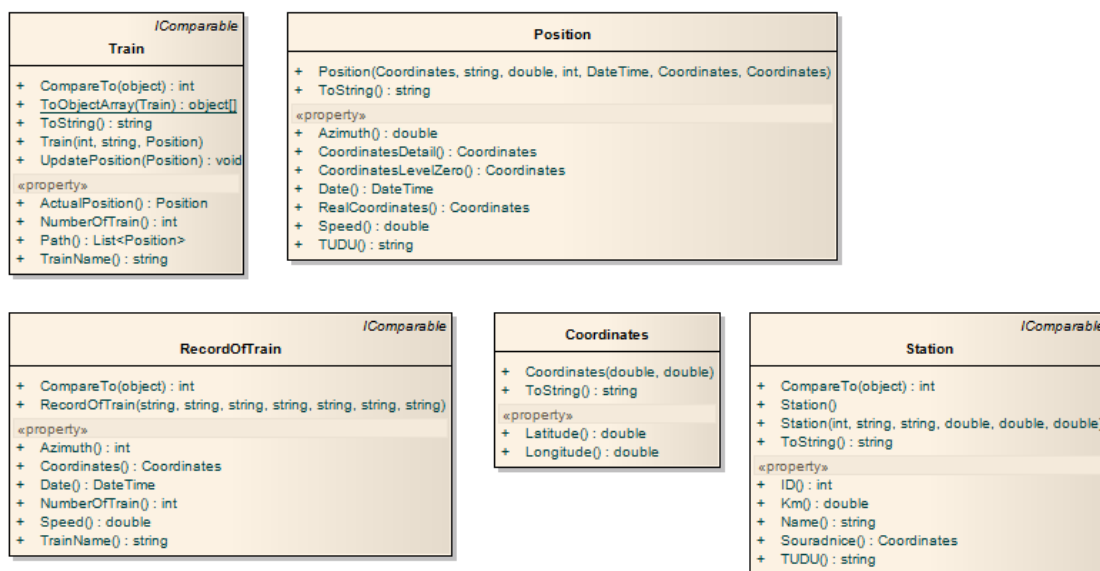 IComparable
Train
+ CompareTo(object) : int
+ ToObjectArray(Train) : object[]
+ ToString() : string
+ Train(int, string, Position)
+ UpdatePosition(Position) : void
«property»
+ ActualPosition() : Position
+ NumberOfTrain() : int
+ Path() : List<Position>
+ TrainName() : string
Position
+ Position(Coordinates, string, double, int, DateTime, Coordinates, Coordinates)
+ ToString() : string
«property»
+ Azimuth() : double
+ CoordinatesDetail() : Coordinates
+ CoordinatesLevelZero() : Coordinates
+ Date() : DateTime
+ RealCoordinates() : Coordinates
+ Speed() : double
+ TUDU() : string
IComparable
RecordOfTrain
+ CompareTo(object) : int
+ RecordOfTrain(string, string, string, string, string, string, string)
«property»
+ Azimuth() : int
+ Coordinates() : Coordinates
+ Date() : DateTime
+ NumberOfTrain() : int
+ Speed() : double
+ TrainName() : string
Coordinates
+ Coordinates(double, double)
+ ToString() : string
«property»
+ Latitude() : double
+ Longitude() : double
IComparable
Station
+ CompareTo(object) : int
+ Station()
+ Station(int, string, string, double, double, double)
+ ToString() : string
«property»
+ ID() : int
+ Km() : double
+ Name() : string
+ Souradnice() : Coordinates
+ TUDU() : string